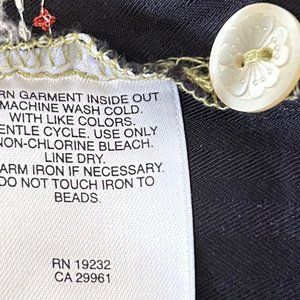 RN GARMENT INSIDE OUT
MACHINE WASH COLD.
WITH LIKE COLORS.
ENTLE CYCLE. USE ONLY
NON-CHLORINE BLEACH.
LINE DRY.
ARM IRON IF NECESSARY.
DO NOT TOUCH IRON TO
BEADS.
RN 19232
CA 29961